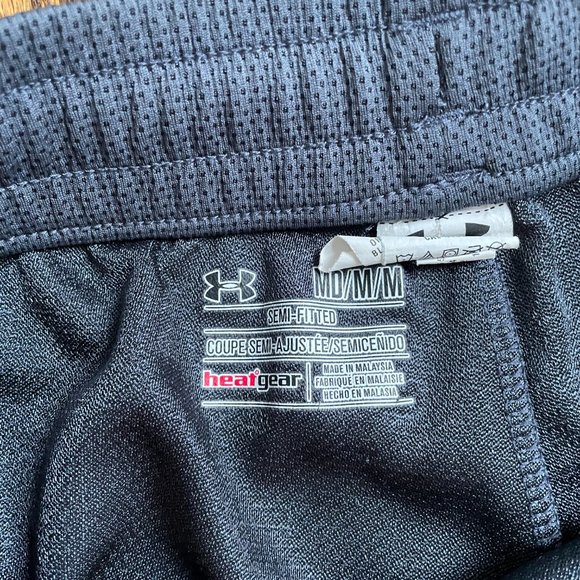 MD/M/M
SEMI-FITTED
COUPE SEMI-AJUSTÉE/SEMICEÑIDO
heatgear
MADE IN MALAYSIA
FABRIQUÉ EN MALAISIE
HECHO EN MALASIA